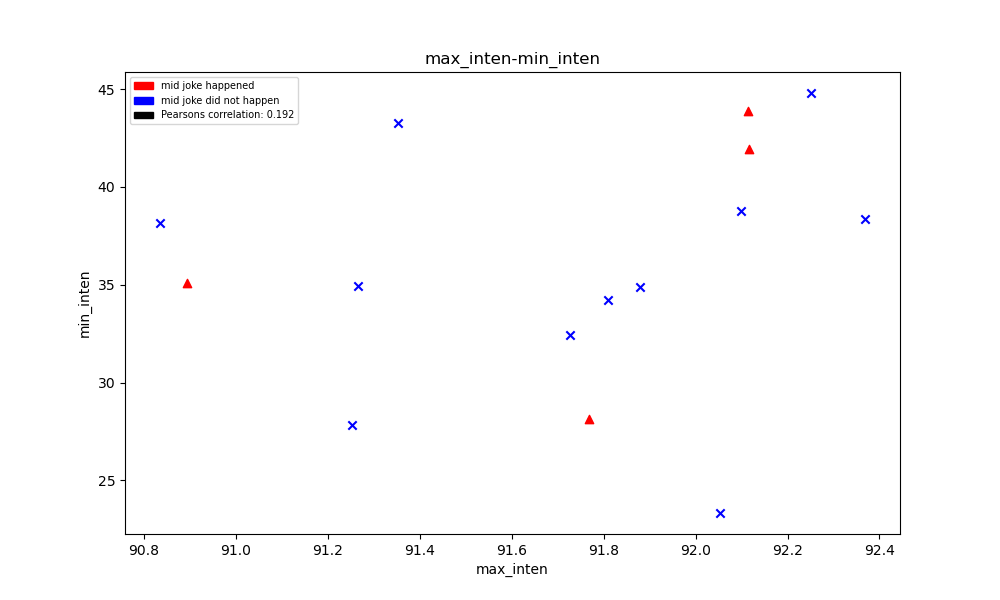 max_inten-min_inten
mid joke happened
mid joke did not happen
Pearsons correlation: 0.192
45
40
35
30
25
min_inten
90.8 91.0 91.2 91.4 91.6 91.8 92.0 92.2 92.4
max_inten